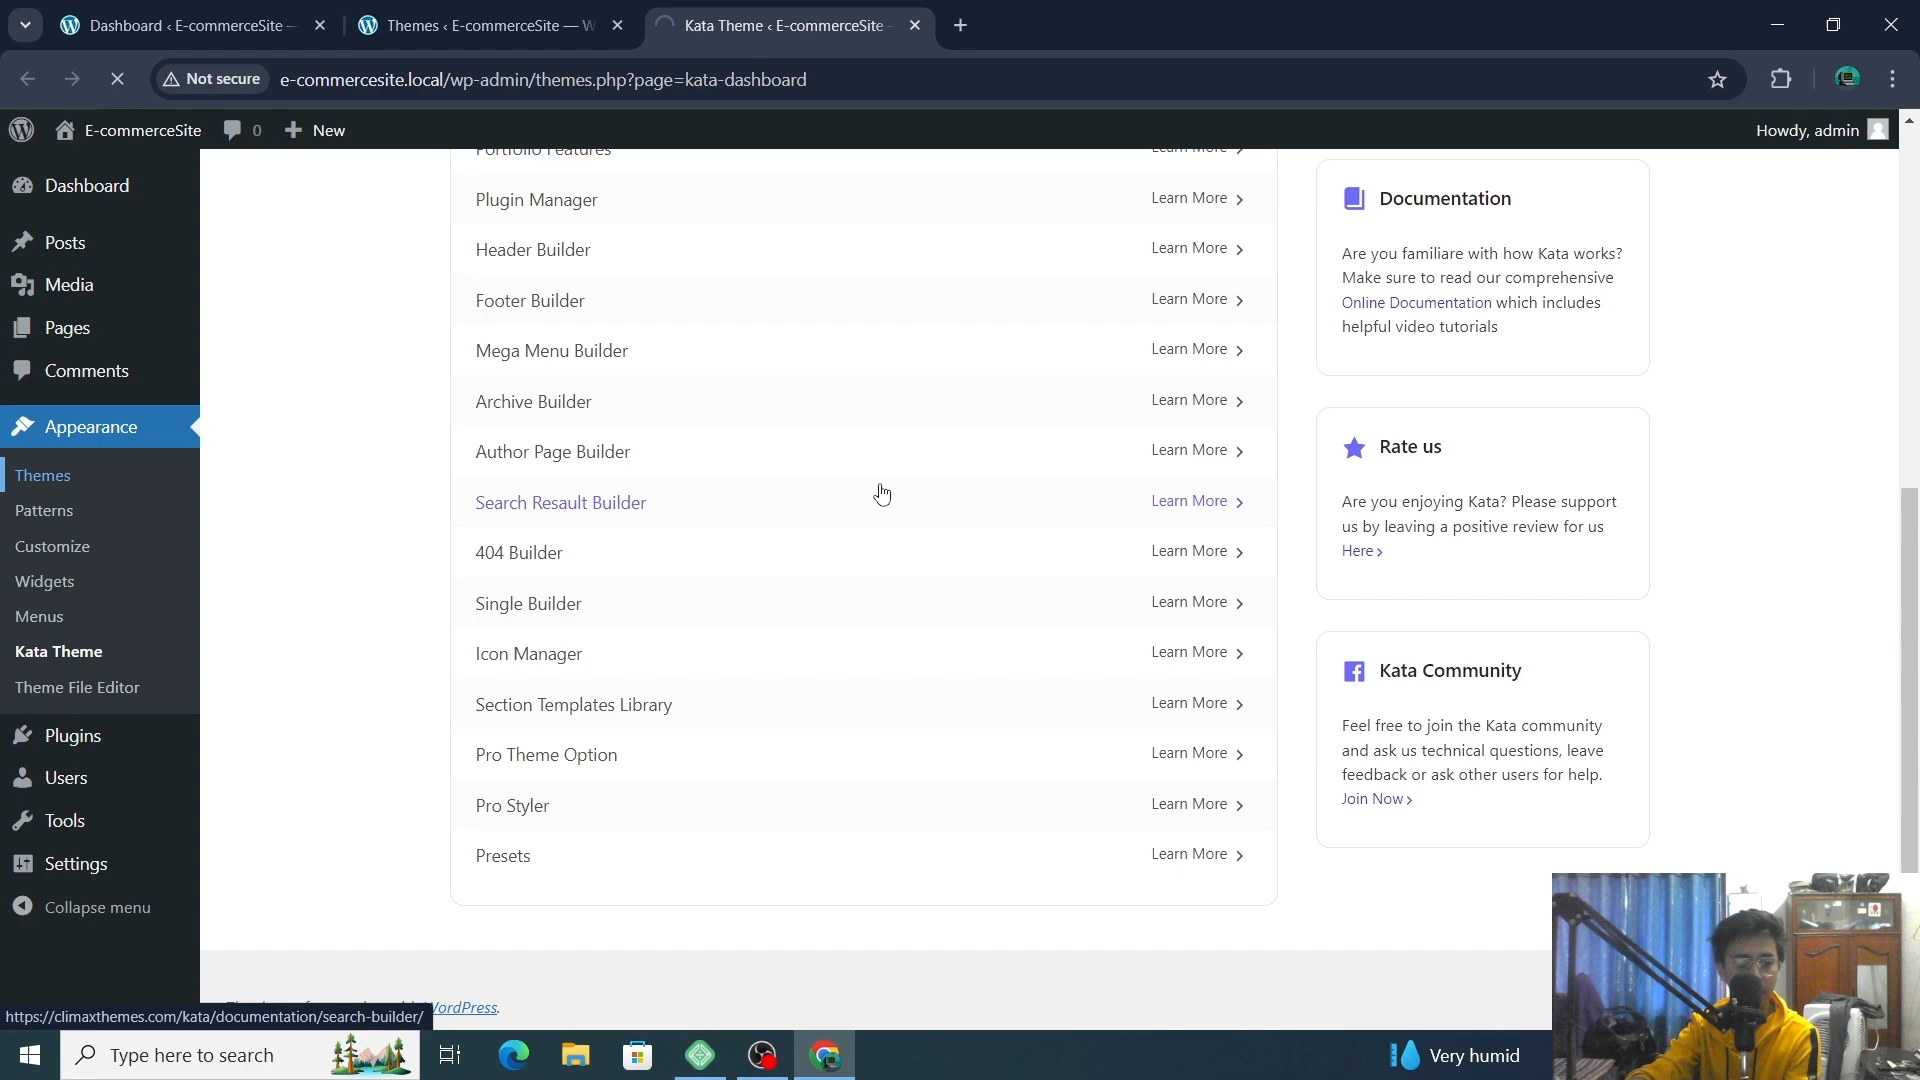 Dashboard ‹ E-commerceSite —
Themes ‹ E-commerceSite — W
Kata Theme ‹ E-commerceSite -
Not secure
e-commercesite.local/wp-admin/themes.php?page=kata-dashboard
E-commerceSite
0
New
Howdy, admin
Dashboard
Posts
Media
Pages
Comments
Appearance
Themes
Patterns
Customize
Widgets
Menus
Kata Theme
Theme File Editor
Plugins
Users
Tools
Settings
Collapse menu
Portfolio Features
Learn More
Plugin Manager
Learn More
Header Builder
Learn More
Footer Builder
Learn More
Mega Menu Builder
Learn More
Archive Builder
Learn More
Author Page Builder
Learn More
Search Resault Builder
Learn More
404 Builder
Learn More
Single Builder
Learn More
Icon Manager
Learn More
Section Templates Library
Learn More
Pro Theme Option
Learn More
Pro Styler
Learn More
Presets
Learn More
Documentation
Are you familiare with how Kata works?
Make sure to read our comprehensive
Online Documentation which includes
helpful video tutorials
Rate us
Are you enjoying Kata? Please support
us by leaving a positive review for us
Here ›
Kata Community
Feel free to join the Kata community
and ask us technical questions, leave
feedback or ask other users for help.
Join Now ›
WordPress.
https://climaxthemes.com/kata/documentation/search-builder/
Type here to search
Very humid